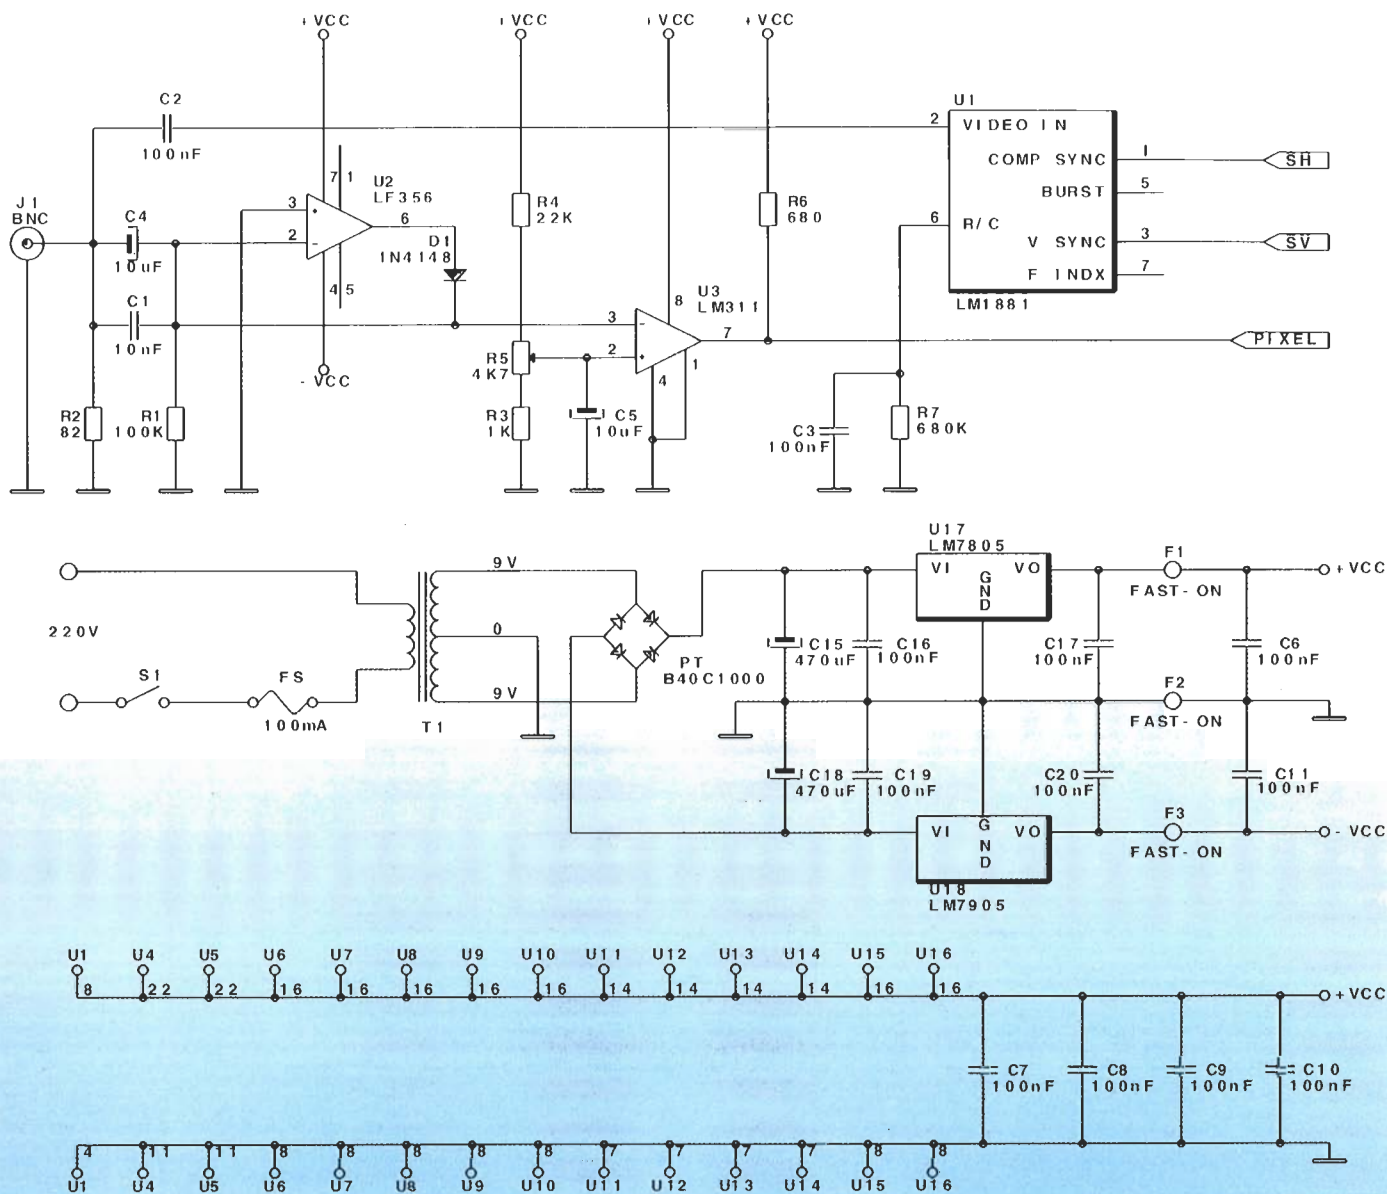 +VCC +VCC +VCC +VCC
C2
100nF
U1
2 VIDEO IN
COMP SYNC 1 SH
BURST 5
6 R/C
V SYNC 3 SV
F INDX 7
LM1881
7 1
U2
LF356
3
6
2
4 5
J1
BNC
C4
10uF
C1
10nF
D1
1N4148
R4
22K
R6
680
8
U3
LM311
3
7
2
4 1
PIXEL
- VCC
R5
4K7
R2
82
R1
100K
R3
1K
C5
10uF
C3
100nF
R7
680K
220V
S1
FS
100mA
9V
0
9V
T1
PT
B40C1000
U17
LM7805
VI GND VO
F1
FAST-ON
+VCC
C15
470uF
C16
100nF
C17
100nF
C6
100nF
F2
FAST-ON
C18
470uF
C19
100nF
C20
100nF
C11
100nF
F3
FAST-ON
- VCC
VI GND VO
U18
LM7905
U1 U4 U5 U6 U7 U8 U9 U10 U11 U12 U13 U14 U15 U16
8 22 22 16 16 16 16 16 14 14 14 14 16 16
+VCC
C7
100nF
C8
100nF
C9
100nF
C10
100nF
4 11 11 8 8 8 8 8 7 7 7 7 8 8
U1 U4 U5 U6 U7 U8 U9 U10 U11 U12 U13 U14 U15 U16